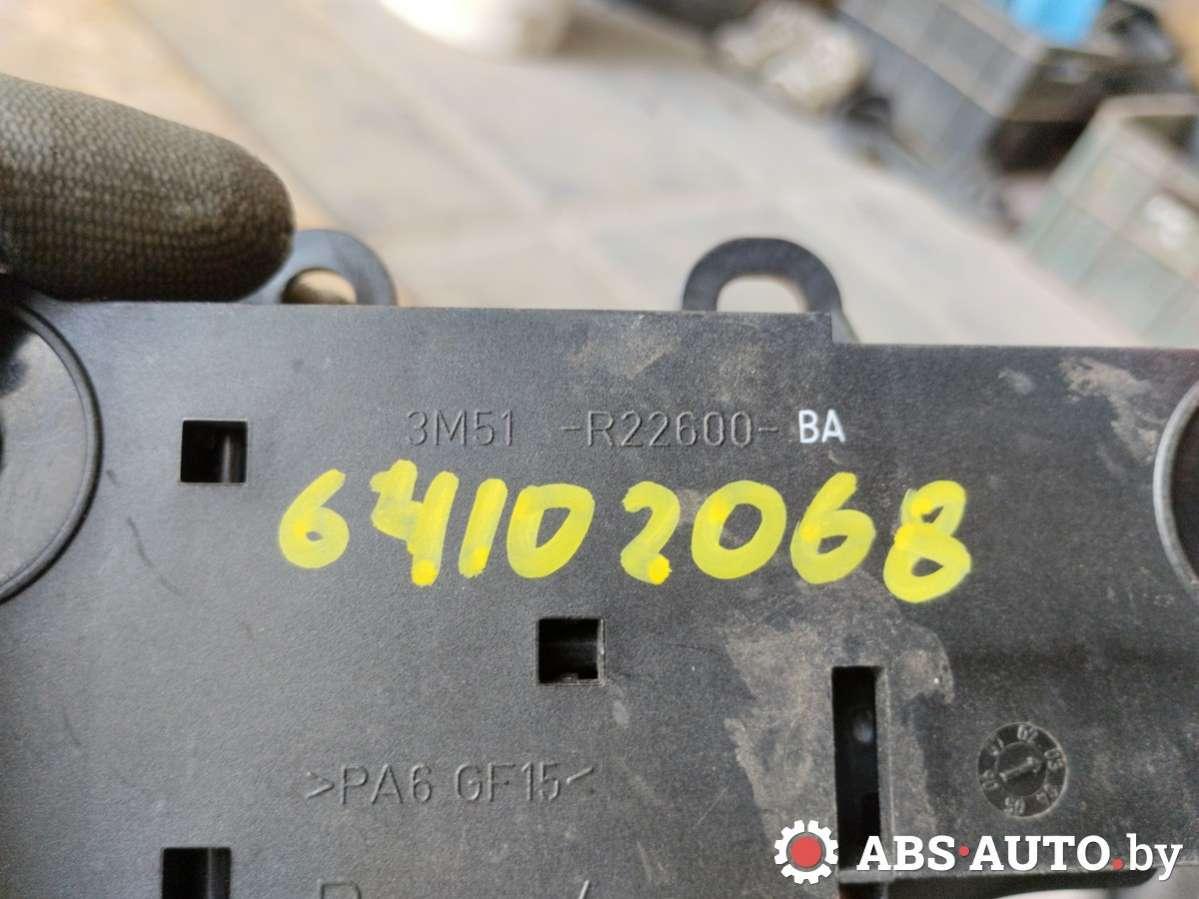 3M51 -R22600- BA
64102068
>PA6 GF15<
ABS·AUTO.by